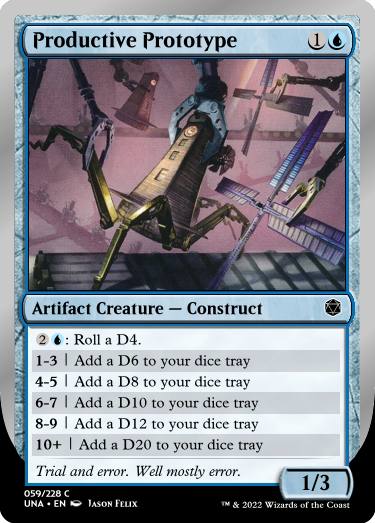 Productive Prototype 1
Artifact Creature — Construct
2 : Roll a D4.
1-3 | Add a D6 to your dice tray
4-5 | Add a D8 to your dice tray
6-7 | Add a D10 to your dice tray
8-9 | Add a D12 to your dice tray
10+ | Add a D20 to your dice tray
Trial and error. Well mostly error.
1/3
059/228 C
UNA • EN JASON FELIX
™ & 2022 Wizards of the Coast